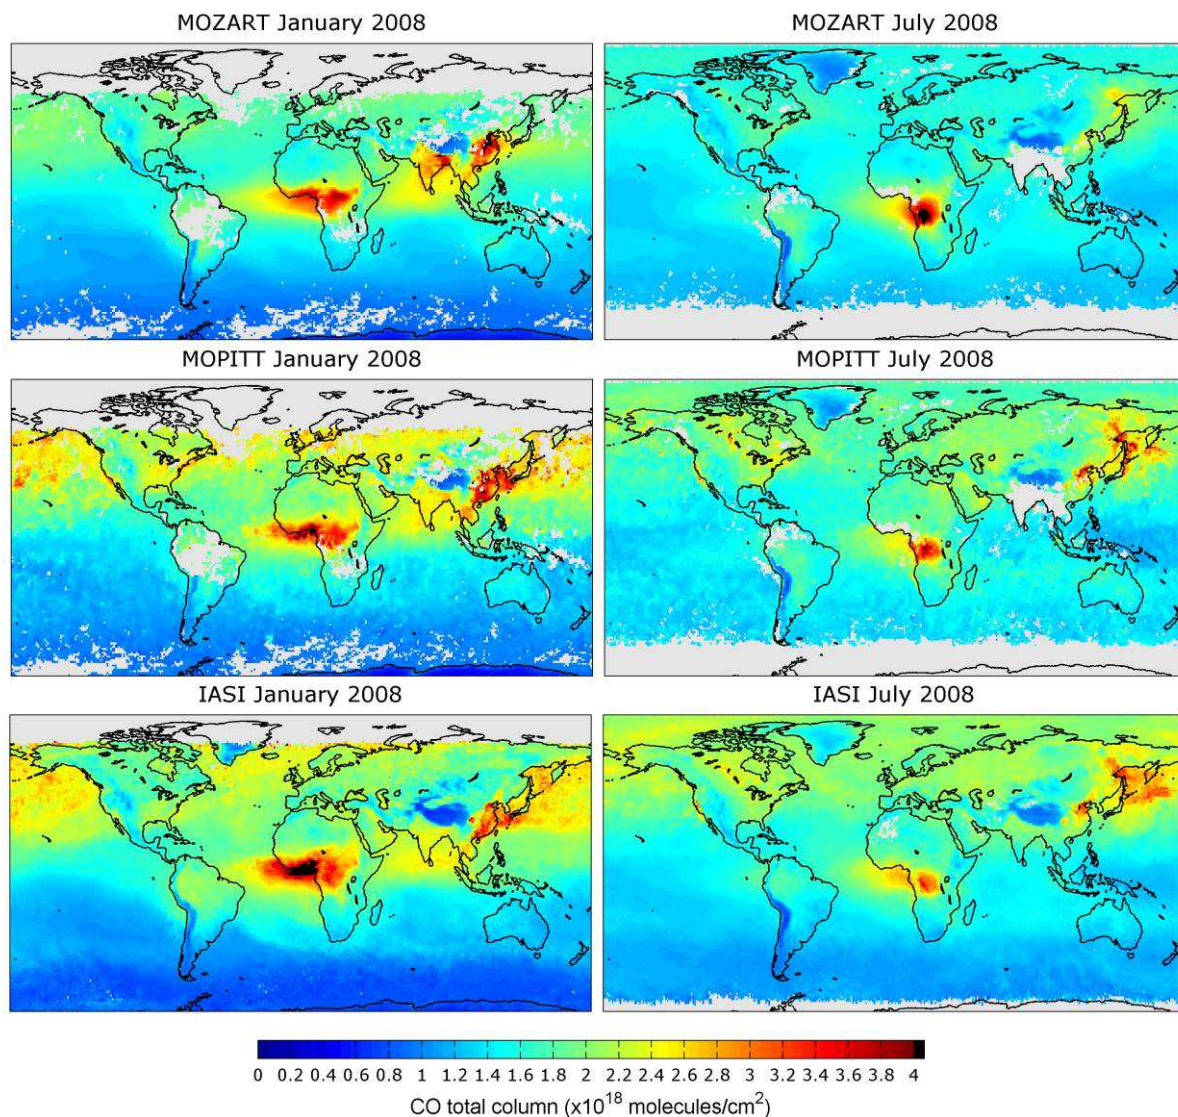 MOZART January 2008
MOZART July 2008
MOPITT January 2008
MOPITT July 2008
IASI January 2008
IASI July 2008
0 0.2 0.4 0.6 0.8 1 1.2 1.4 1.6 1.8 2 2.2 2.4 2.6 2.8 3 3.2 3.4 3.6 3.8 4
CO total column (x10¹⁸ molecules/cm²)